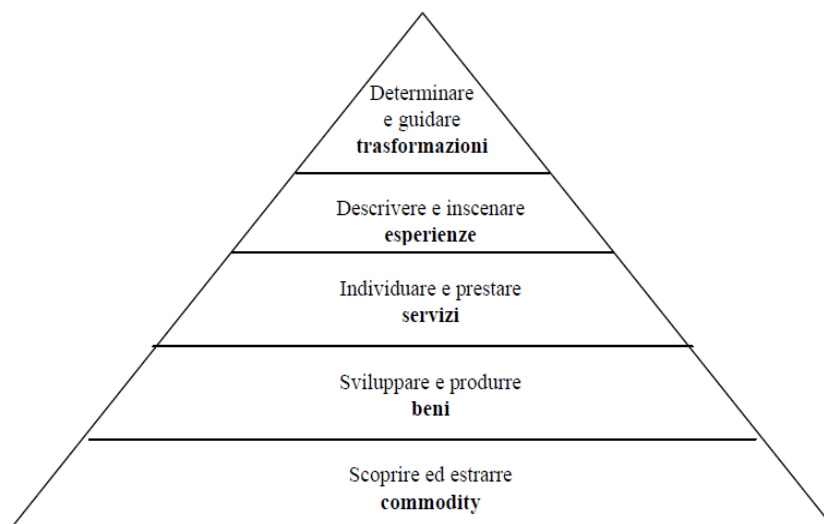 Determinare
e guidare
trasformazioni
Descrivere e inscenare
esperienze
Individuare e prestare
servizi
Sviluppare e produrre
beni
Scoprire ed estrarre
commodity